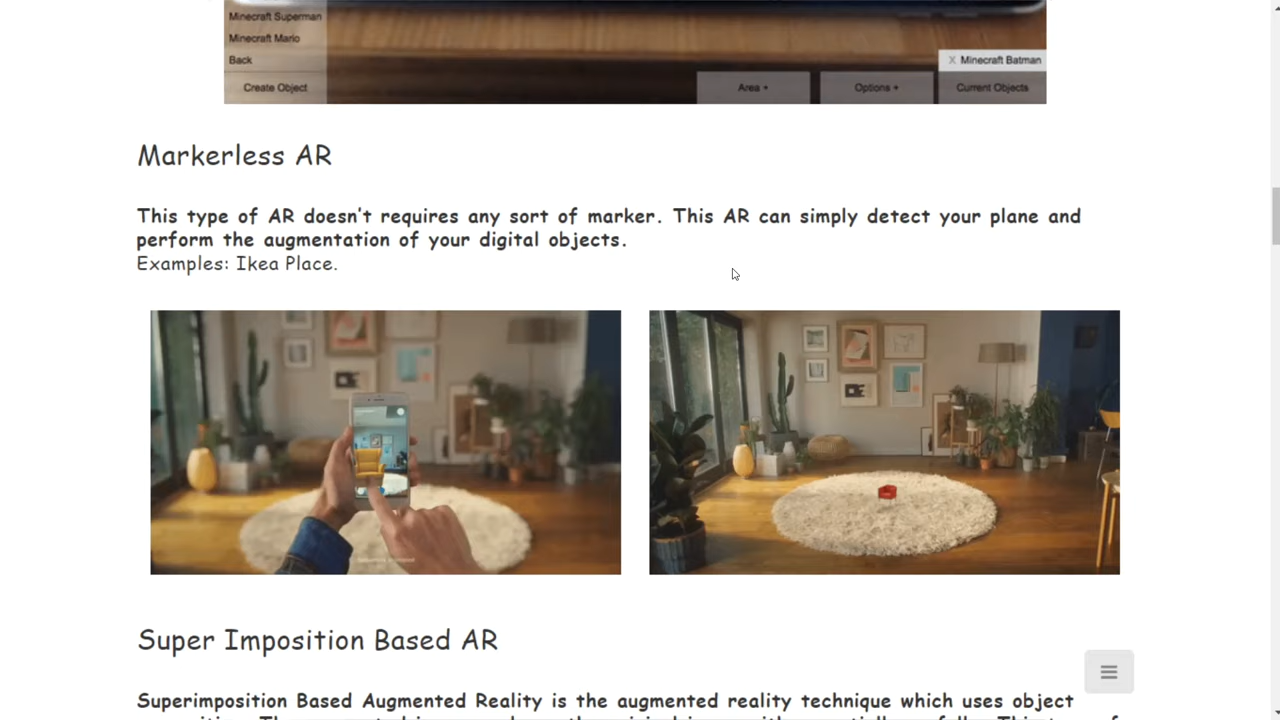 Minecraft Superman
Minecraft Mario
Back
X Minecraft Batman
Create Object
Area +
Options +
Current Objects
Markerless AR
This type of AR doesn't requires any sort of marker. This AR can simply detect your plane and
perform the augmentation of your digital objects.
Examples: Ikea Place.
Super Imposition Based AR
Superimposition Based Augmented Reality is the augmented reality technique which uses object